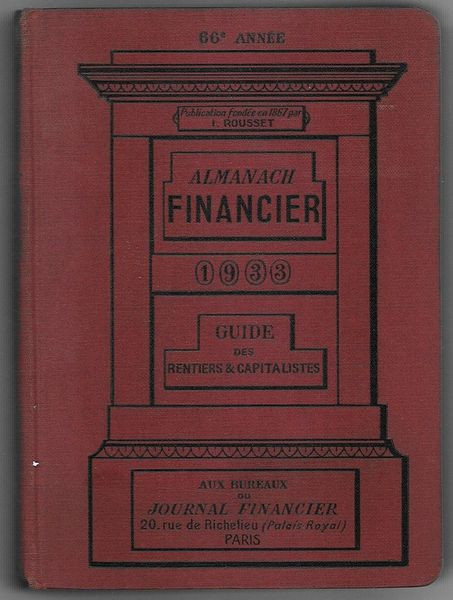 66e ANNÉE
Publication fondée en 1867 par
I. ROUSSET
ALMANACH
FINANCIER
1933
GUIDE
DES
RENTIERS & CAPITALISTES
AUX BUREAUX
DU
JOURNAL FINANCIER
20, rue de Richelieu (Palais Royal)
PARIS